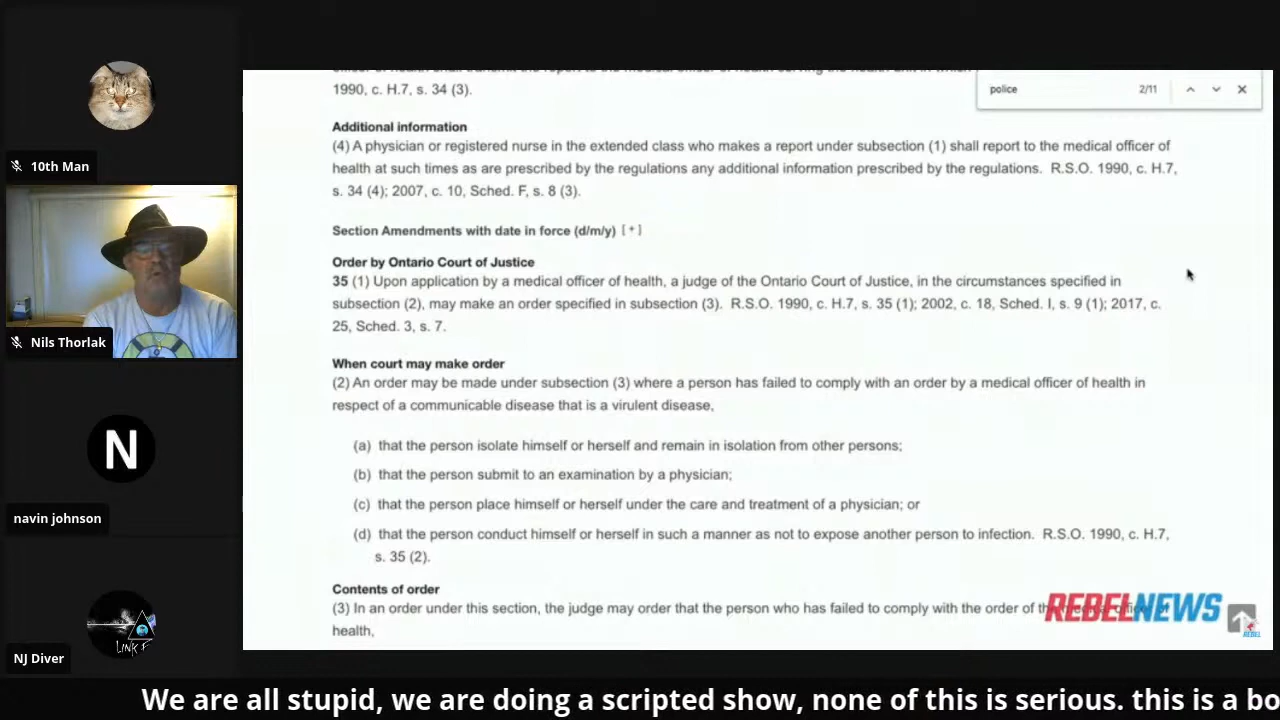 1990, c. H.7, s. 34 (3).
police
2/11
Additional information
(4) A physician or registered nurse in the extended class who makes a report under subsection (1) shall report to the medical officer of
health at such times as are prescribed by the regulations any additional information prescribed by the regulations. R.S.O. 1990, c. H.7,
s. 34 (4); 2007, c. 10, Sched. F, s. 8 (3).
Section Amendments with date in force (d/m/y) [+]
Order by Ontario Court of Justice
35 (1) Upon application by a medical officer of health, a judge of the Ontario Court of Justice, in the circumstances specified in
subsection (2), may make an order specified in subsection (3). R.S.O. 1990, c. H.7, s. 35 (1); 2002, c. 18, Sched. I, s. 9 (1); 2017, c.
25, Sched. 3, s. 7.
When court may make order
(2) An order may be made under subsection (3) where a person has failed to comply with an order by a medical officer of health in
respect of a communicable disease that is a virulent disease,
(a) that the person isolate himself or herself and remain in isolation from other persons;
(b) that the person submit to an examination by a physician;
(c) that the person place himself or herself under the care and treatment of a physician; or
(d) that the person conduct himself or herself in such a manner as not to expose another person to infection. R.S.O. 1990, c. H.7,
s. 35 (2).
Contents of order
(3) In an order under this section, the judge may order that the person who has failed to comply with the order of
health,
REBELNEWS
REBEL
10th Man
Nils Thorlak
N
navin johnson
LINK
NJ Diver
We are all stupid, we are doing a scripted show, none of this is serious. this is a bo